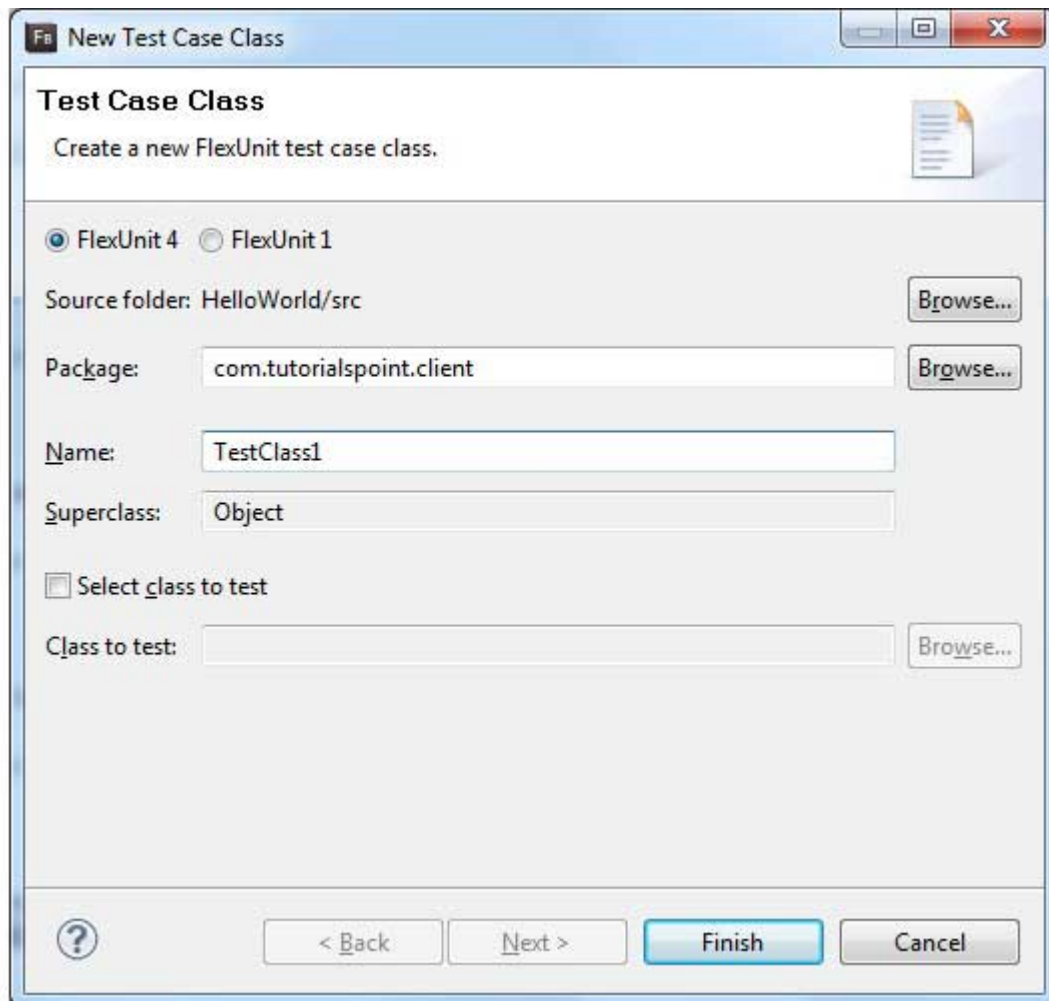 FB New Test Case Class
Test Case Class
Create a new FlexUnit test case class.
FlexUnit 4 FlexUnit 1
Source folder: HelloWorld/src Browse...
Package: com.tutorialspoint.client Browse...
Name: TestClass1
Superclass: Object
Select class to test
Class to test: Browse...
? < Back Next > Finish Cancel